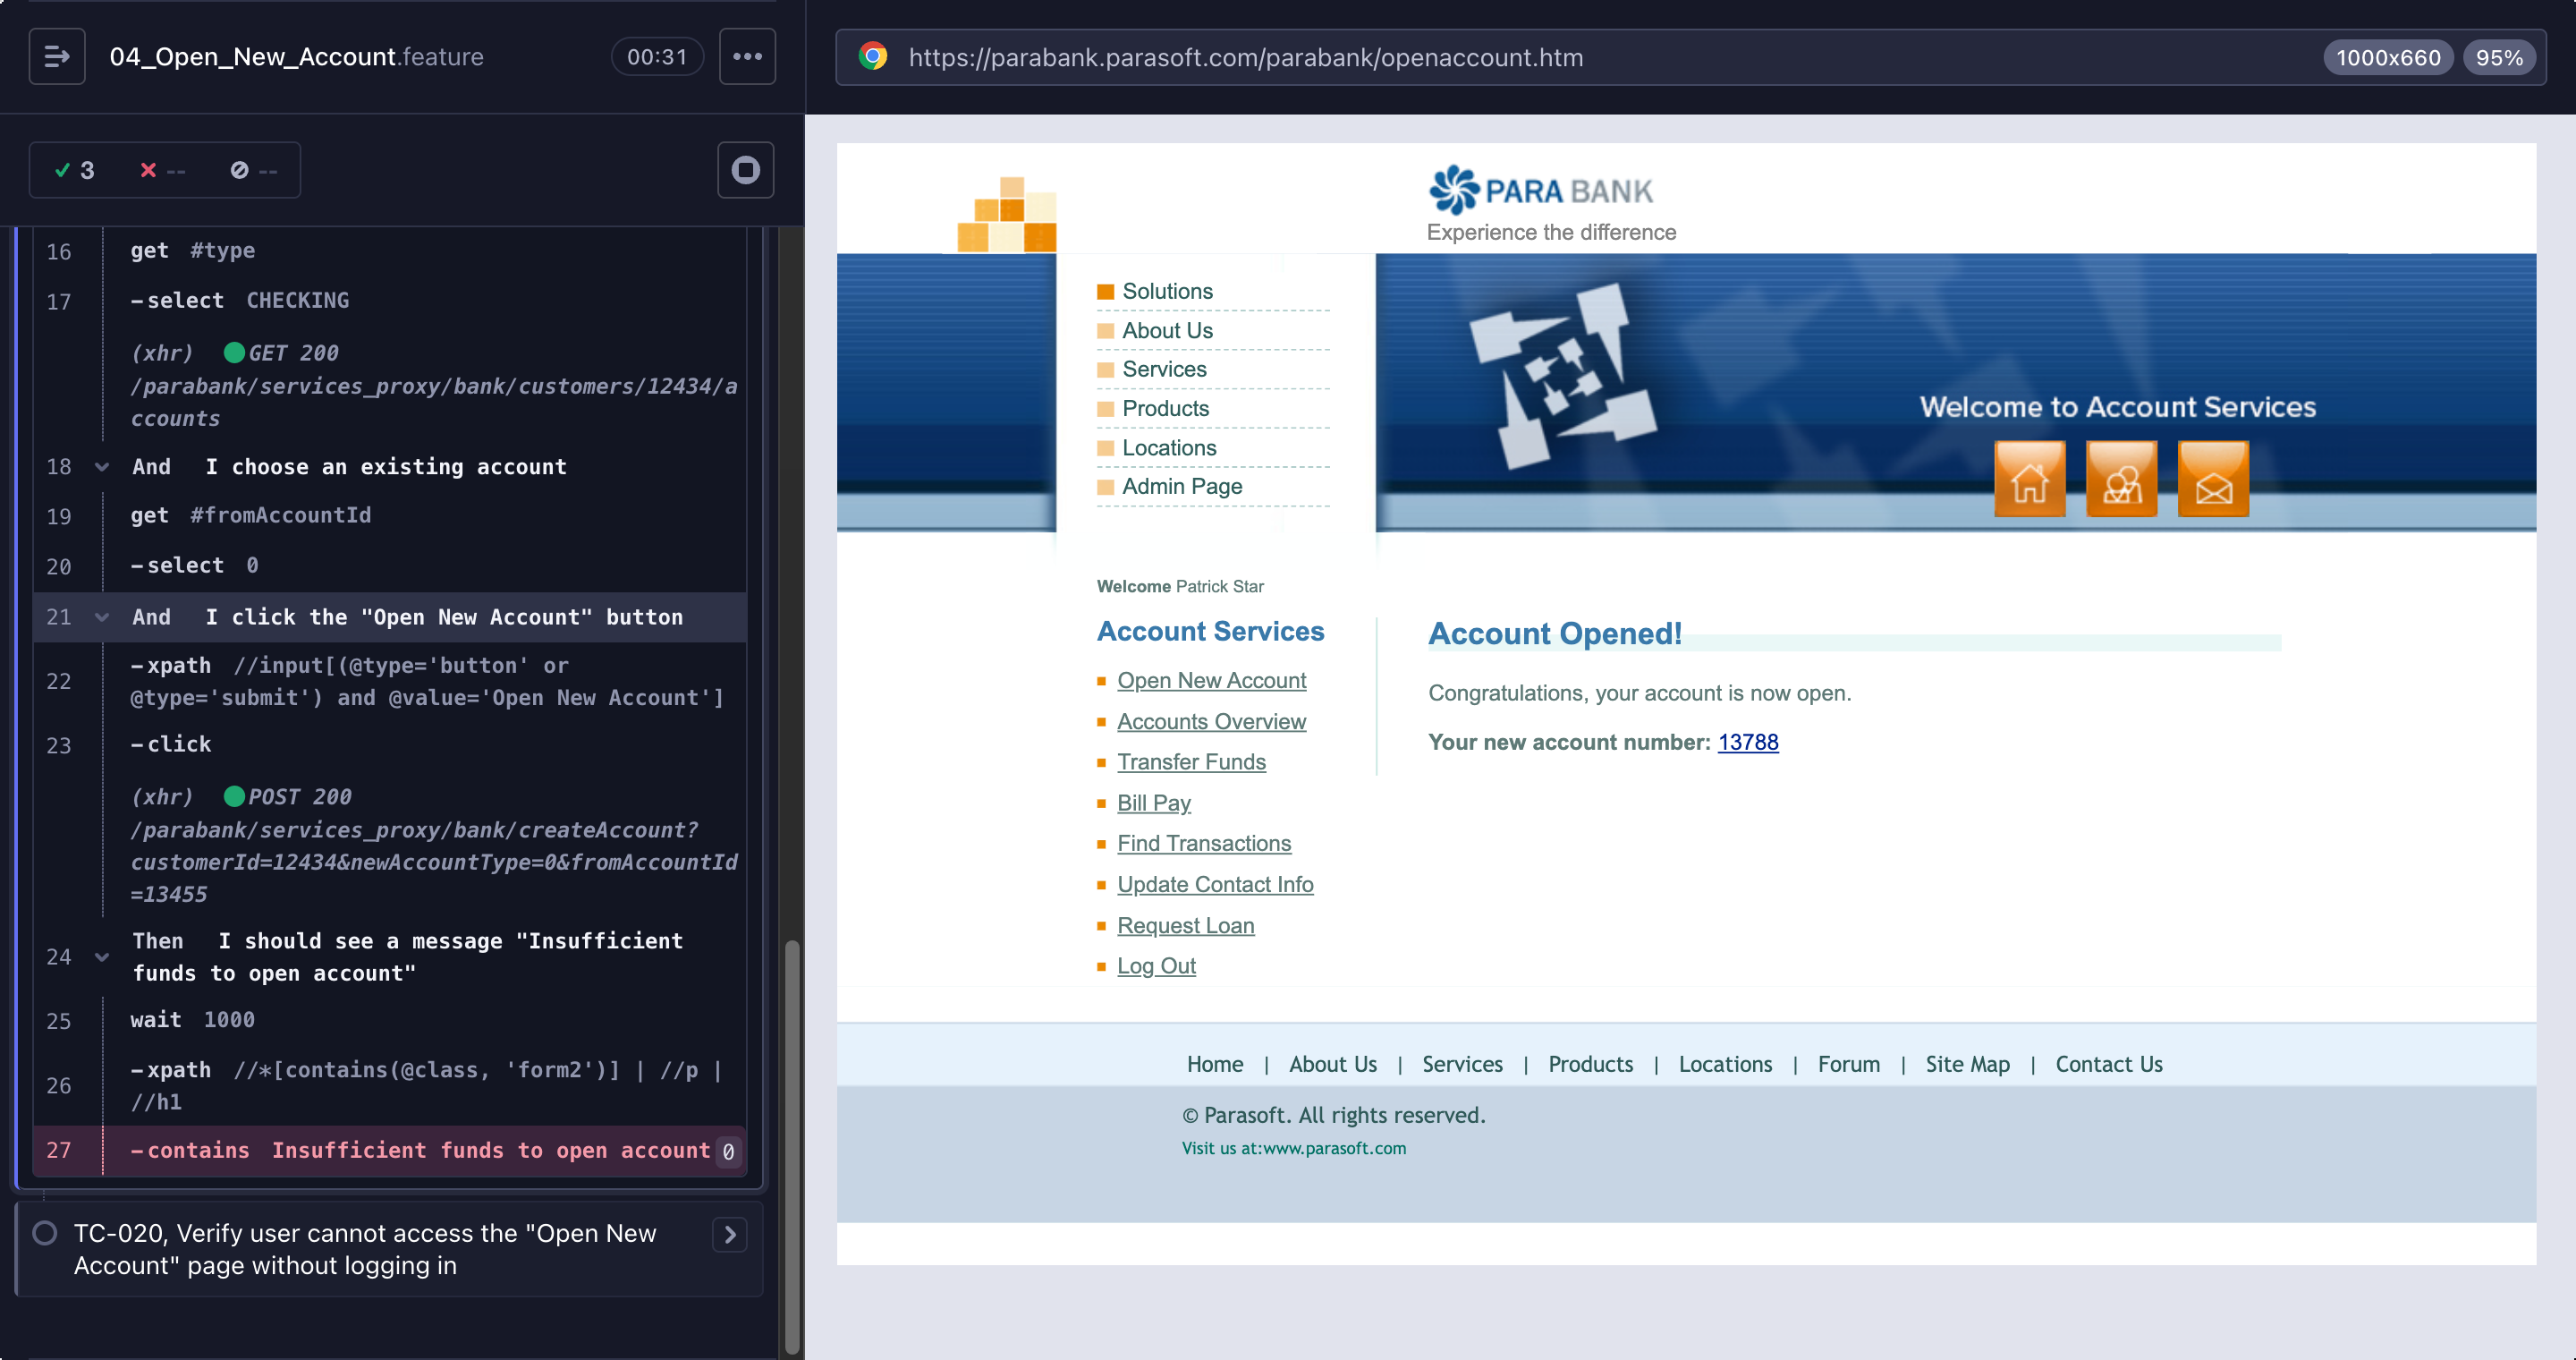 04_Open_New_Account.feature
00:31
3
--
--
16 get #type
17 -select CHECKING
(xhr) GET 200
/parabank/services_proxy/bank/customers/12434/a
ccounts
18 And I choose an existing account
19 get #fromAccountId
20 -select 0
21 And I click the "Open New Account" button
22 -xpath //input[(@type='button' or
@type='submit') and @value='Open New Account']
23 -click
(xhr) POST 200
/parabank/services_proxy/bank/createAccount?
customerId=12434&newAccountType=0&fromAccountId
=13455
24 Then I should see a message "Insufficient
funds to open account"
25 wait 1000
26 -xpath //*[contains(@class, 'form2')] | //p |
//h1
27 -contains Insufficient funds to open account 0
TC-020, Verify user cannot access the "Open New
Account" page without logging in
https://parabank.parasoft.com/parabank/openaccount.htm
1000x660
95%
PARA BANK
Experience the difference
Solutions
About Us
Services
Products
Locations
Admin Page
Welcome to Account Services
Welcome Patrick Star
Account Services
Open New Account
Accounts Overview
Transfer Funds
Bill Pay
Find Transactions
Update Contact Info
Request Loan
Log Out
Account Opened!
Congratulations, your account is now open.
Your new account number: 13788
Home | About Us | Services | Products | Locations | Forum | Site Map | Contact Us
© Parasoft. All rights reserved.
Visit us at:www.parasoft.com